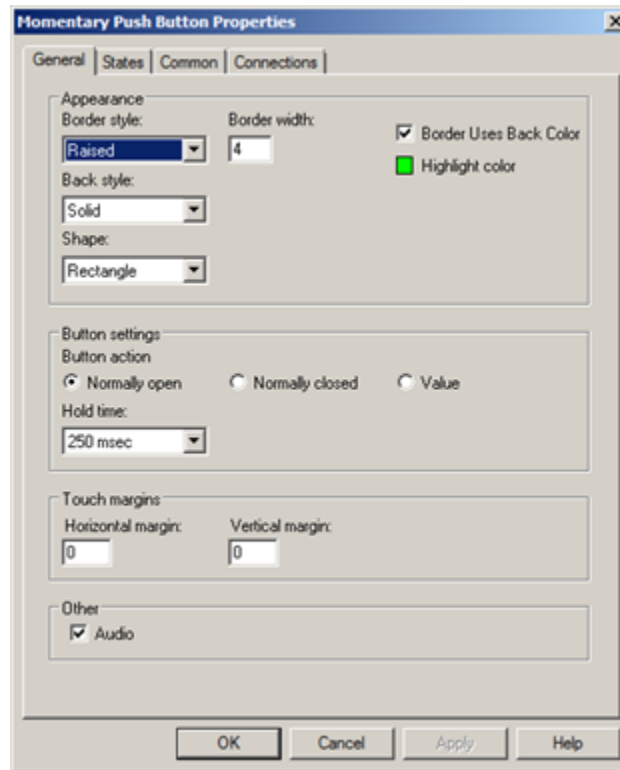 Momentary Push Button Properties
General States Common Connections
Appearance
Border style: Border width:
Raised 4 Border Uses Back Color
Highlight color
Back style:
Solid
Shape:
Rectangle
Button settings
Button action
Normally open Normally closed Value
Hold time:
250 msec
Touch margins
Horizontal margin: Vertical margin:
0 0
Other
Audio
OK Cancel Apply Help